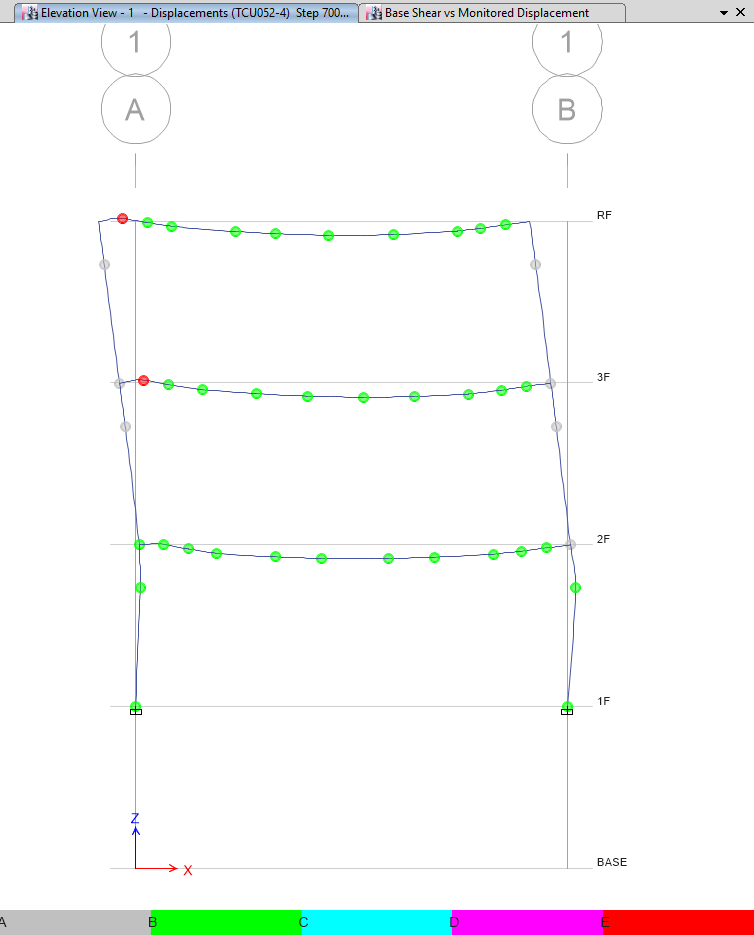 Elevation View - 1 - Displacements (TCU052-4) Step 700...
Base Shear vs Monitored Displacement
1
1
A
B
RF
3F
2F
1F
Z
X
BASE
A
B
C
D
E